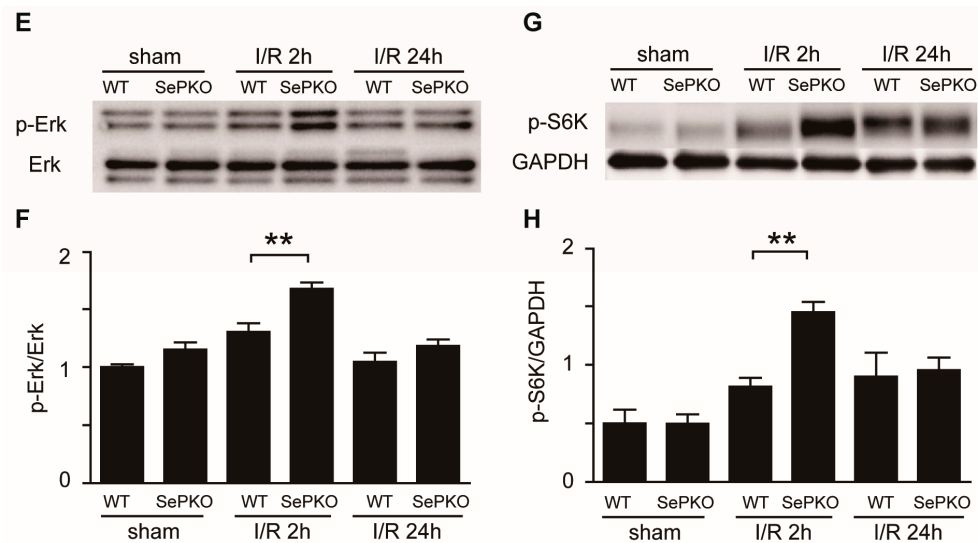 E
sham I/R 2h I/R 24h
WT SePKO WT SePKO WT SePKO
p-Erk
Erk
F
**
2
1
0
p-Erk/Erk
WT SePKO WT SePKO WT SePKO
sham I/R 2h I/R 24h
G
sham I/R 2h I/R 24h
WT SePKO WT SePKO WT SePKO
p-S6K
GAPDH
H
**
2
1
0
p-S6K/GAPDH
WT SePKO WT SePKO WT SePKO
sham I/R 2h I/R 24h